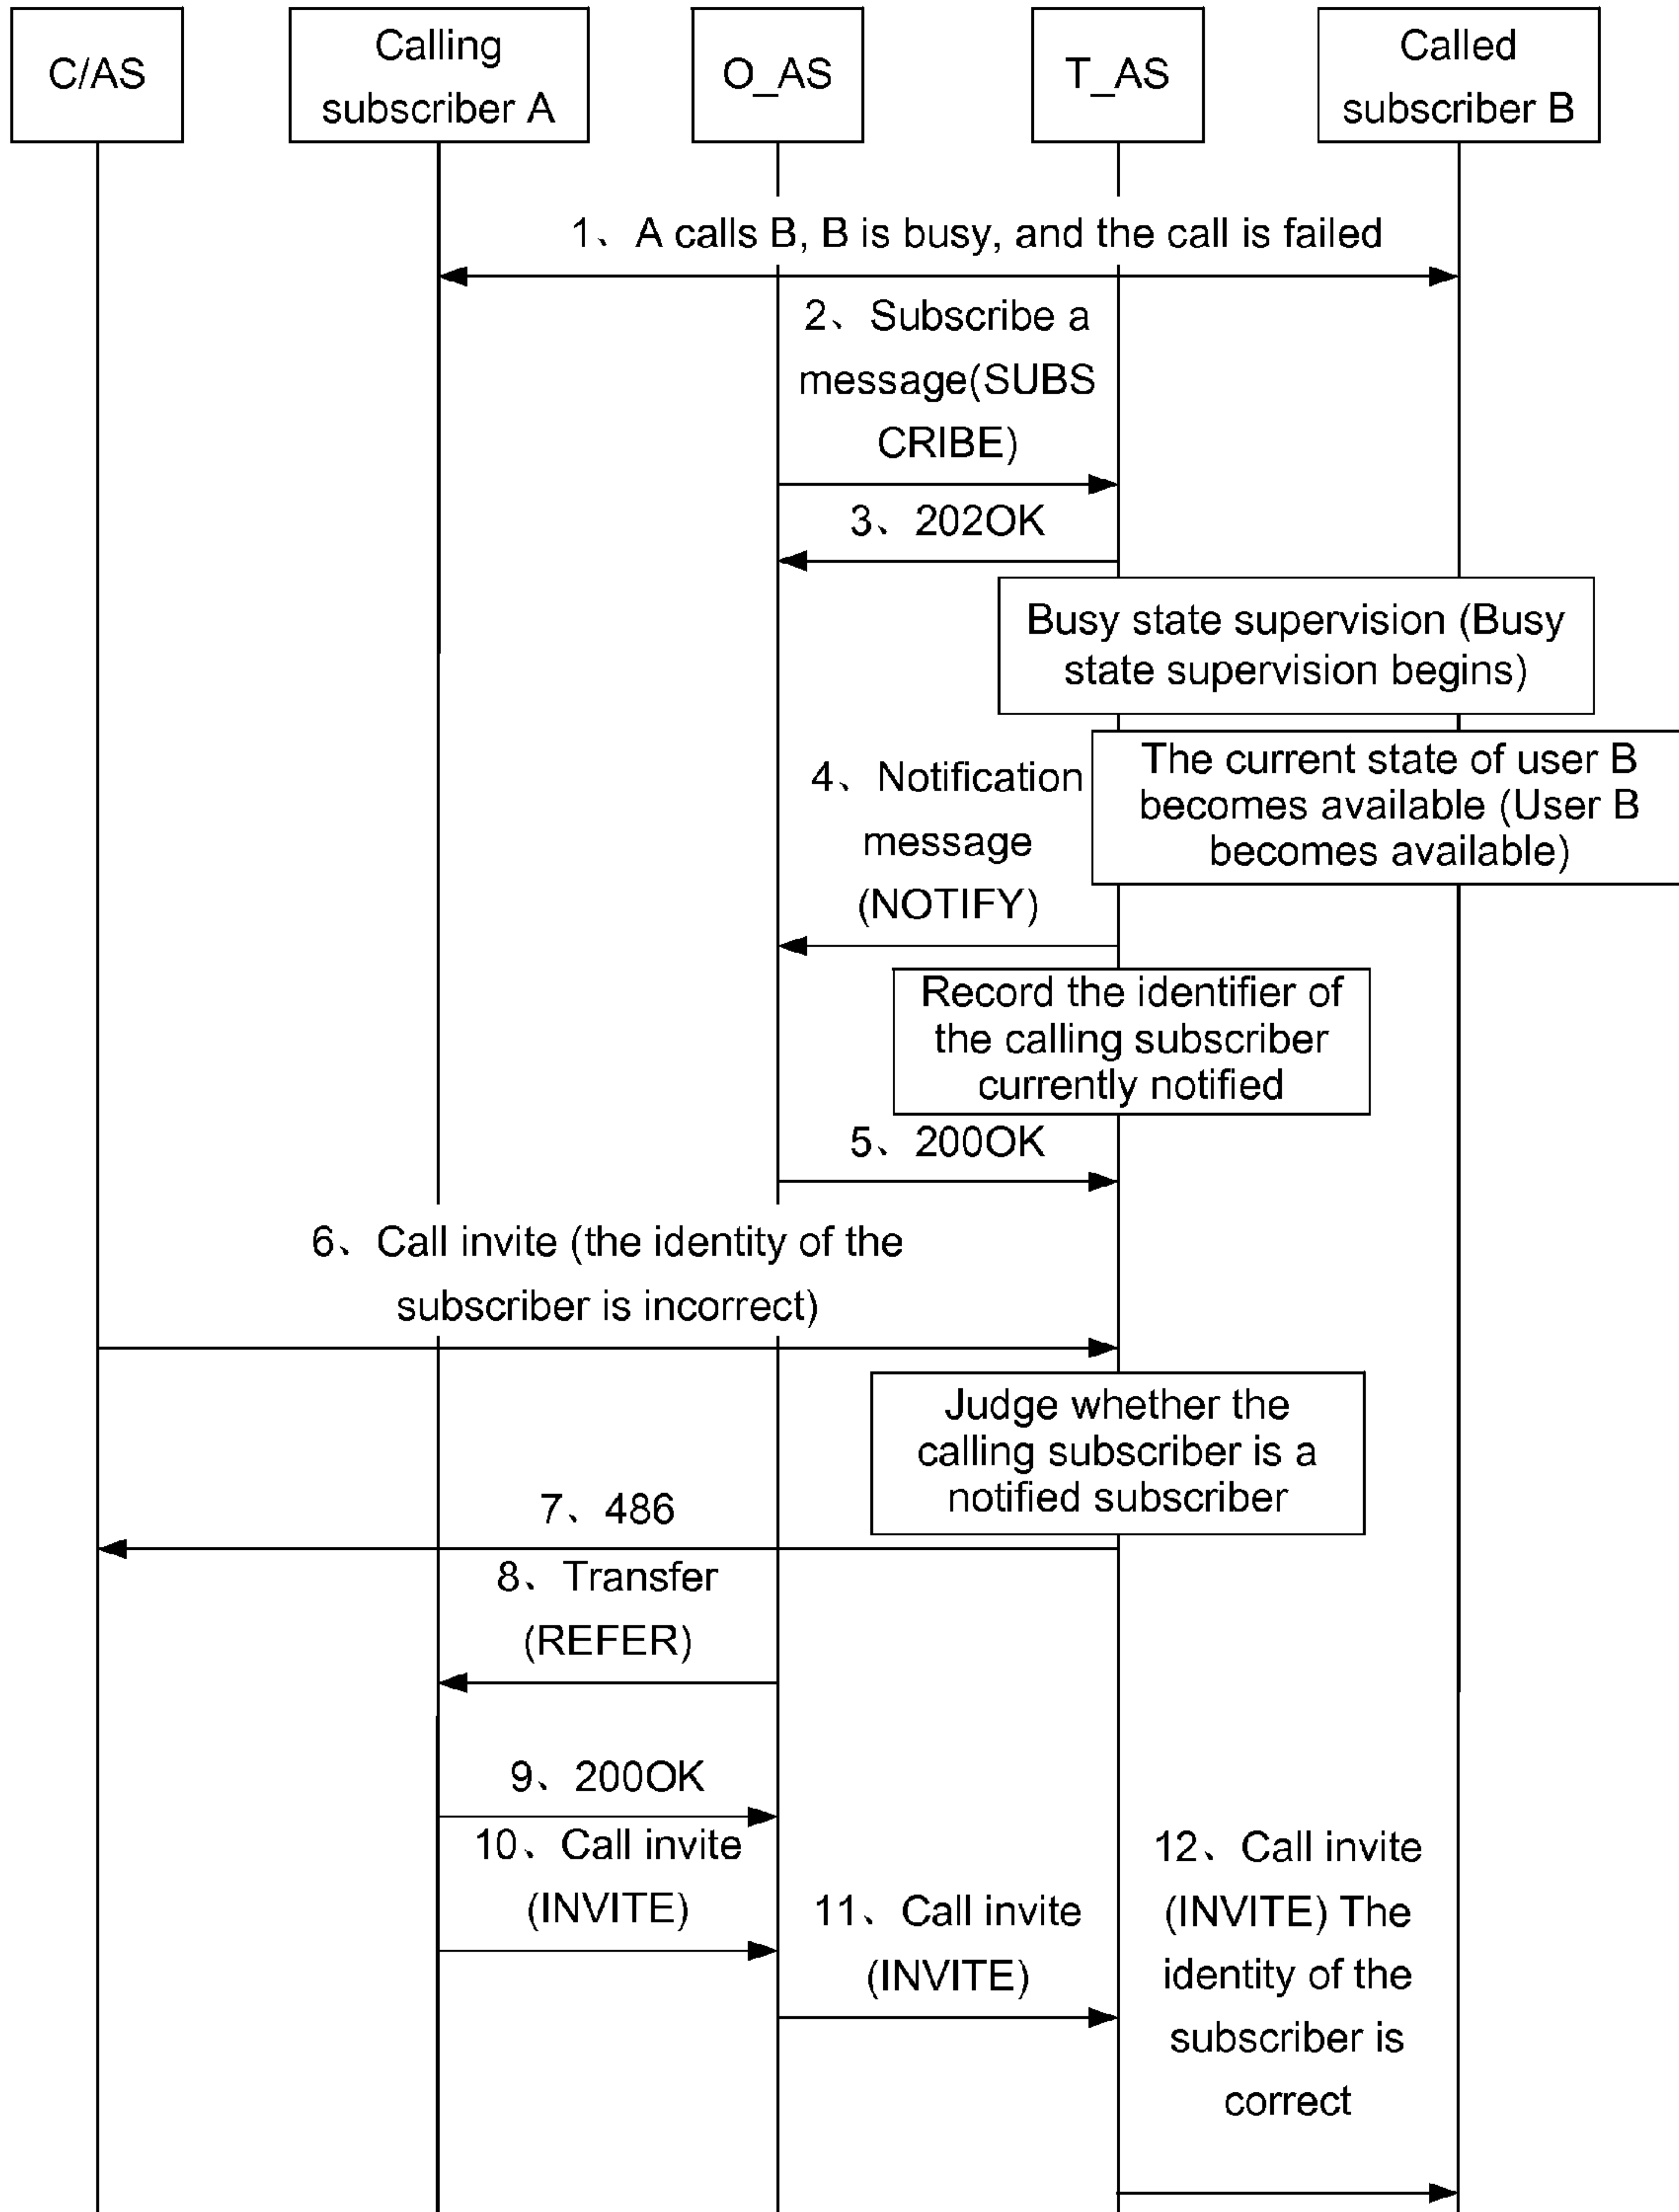 C/AS
Calling
subscriber A
O_AS
T_AS
Called
subscriber B
1、A calls B, B is busy, and the call is failed
2、Subscribe a
message(SUBS
CRIBE)
3、202OK
Busy state supervision (Busy
state supervision begins)
The current state of user B
becomes available (User B
becomes available)
4、Notification
message
(NOTIFY)
Record the identifier of
the calling subscriber
currently notified
5、200OK
6、Call invite (the identity of the
subscriber is incorrect)
Judge whether the
calling subscriber is a
notified subscriber
7、486
8、Transfer
(REFER)
9、200OK
10、Call invite
(INVITE)
11、Call invite
(INVITE)
12、Call invite
(INVITE) The
identity of the
subscriber is
correct